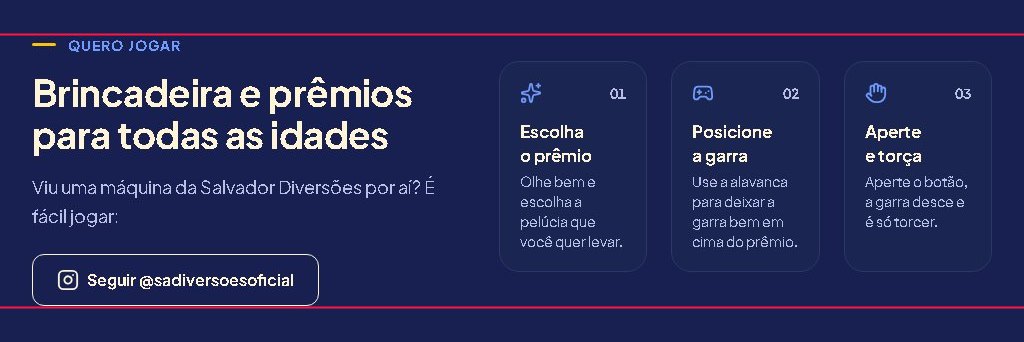 QUERO JOGAR
Brincadeira e prêmios
para todas as idades
Viu uma máquina da Salvador Diversões por aí? É
fácil jogar:
Seguir @sadiversoesoficial
01
Escolha
o prêmio
Olhe bem e
escolha a
pelúcia que
você quer levar.
02
Posicione
a garra
Use a alavanca
para deixar a
garra bem em
cima do prêmio.
03
Aperte
e torça
Aperte o botão,
a garra desce e
é só torcer.